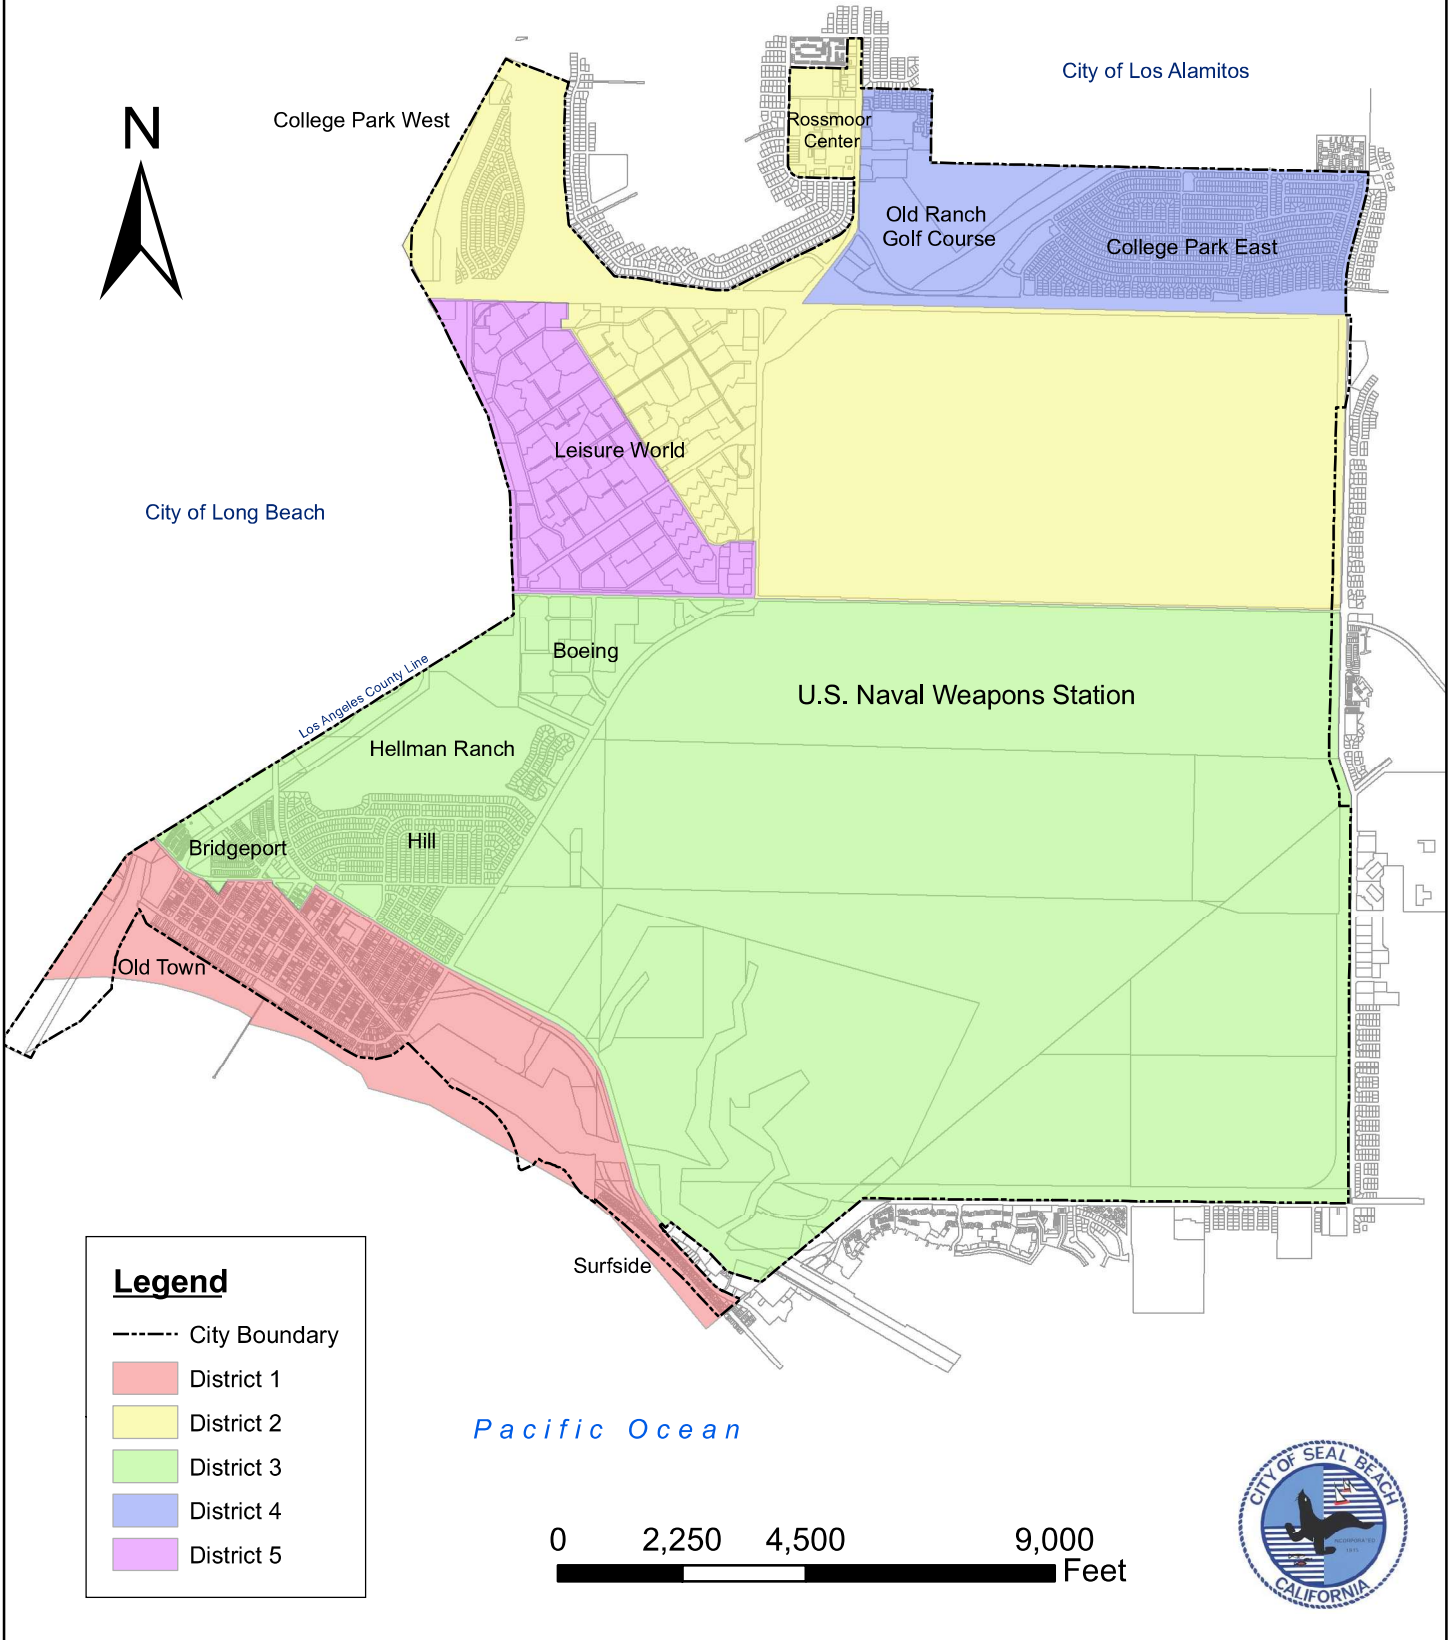 City of Los Alamitos
College Park West
N
Rossmoor
Center
Old Ranch
Golf Course
College Park East
Leisure World
City of Long Beach
Boeing
Los Angeles County Line
U.S. Naval Weapons Station
Hellman Ranch
Hill
Bridgeport
Old Town
Surfside
Legend
City Boundary
District 1
District 2
District 3
District 4
District 5
Pacific Ocean
0 2,250 4,500 9,000
Feet
CITY OF SEAL BEACH
CALIFORNIA